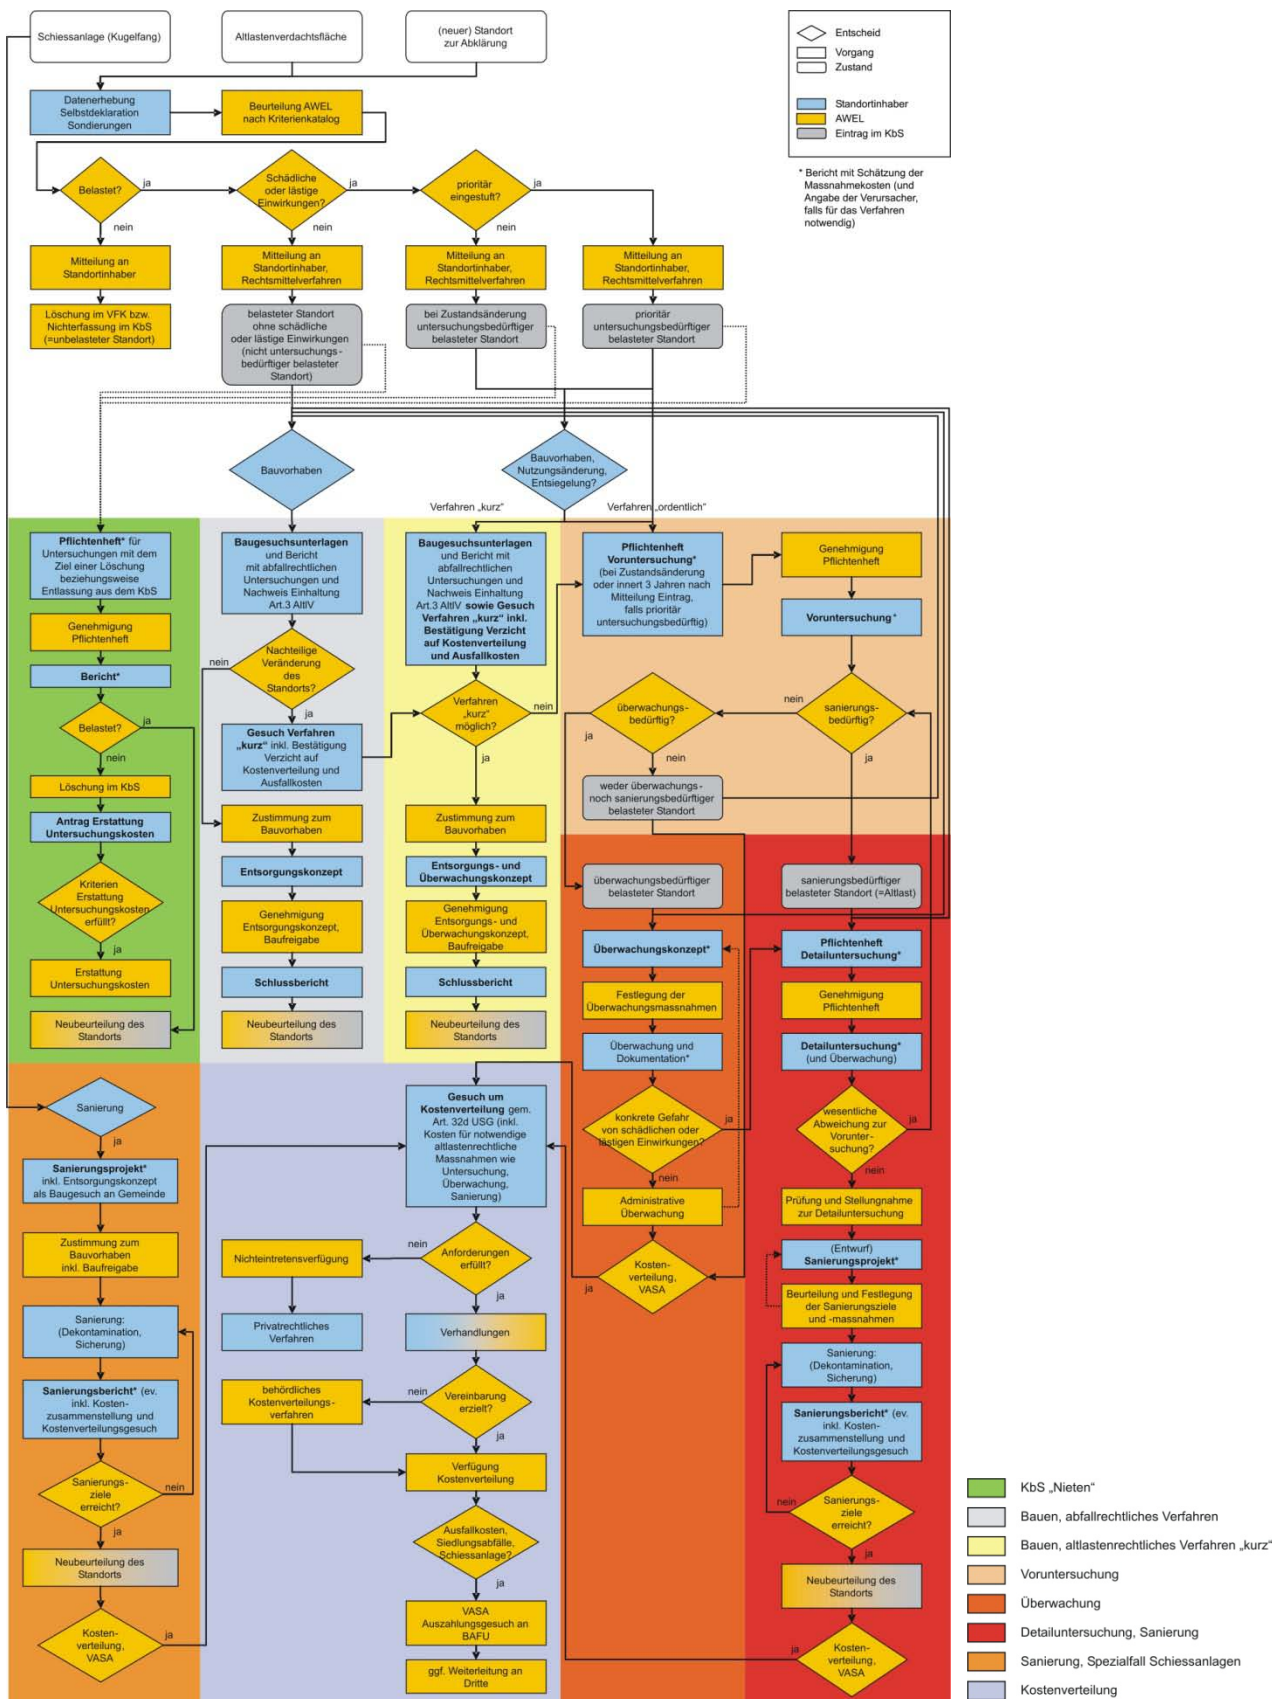 Schiessanlage (Kugelfang)
Altlastenverdachtsfläche
(neuer) Standort
zur Abklärung
Entscheid
Vorgang
Zustand
Standortinhaber
AWEL
Eintrag im KbS
* Bericht mit Schätzung der
Massnahmekosten (und
Angabe der Verursacher,
falls für das Verfahren
notwendig)
Datenerhebung
Selbstdeklaration
Sondierungen
Beurteilung AWEL
nach Kriterienkatalog
Belastet?
ja
nein
Schädliche
oder lästige
Einwirkungen?
ja
nein
prioritär
eingestuft?
ja
nein
Mitteilung an
Standortinhaber
Mitteilung an
Standortinhaber,
Rechtsmittelverfahren
Mitteilung an
Standortinhaber,
Rechtsmittelverfahren
Mitteilung an
Standortinhaber,
Rechtsmittelverfahren
Löschung im VFK bzw.
Nichterfassung im KbS
(=unbelasteter Standort)
belasteter Standort
ohne schädliche
oder lästige Einwirkungen
(nicht untersuchungs-
bedürftiger belasteter
Standort)
bei Zustandsänderung
untersuchungsbedürftiger
belasteter Standort
prioritär
untersuchungsbedürftiger
belasteter Standort
Bauvorhaben
Bauvorhaben,
Nutzungsänderung,
Entsiegelung?
Verfahren „kurz“
Verfahren „ordentlich“
Pflichtenheft* für
Untersuchungen mit dem
Ziel einer Löschung
beziehungsweise
Entlassung aus dem KbS
Genehmigung
Pflichtenheft
Bericht*
Belastet?
ja
nein
Löschung im KbS
Antrag Erstattung
Untersuchungskosten
Kriterien
Erstattung
Untersuchungskosten
erfüllt?
ja
Erstattung
Untersuchungskosten
Neubeurteilung des
Standorts
Baugesuchsunterlagen
und Bericht
mit abfallrechtlichen
Untersuchungen und
Nachweis Einhaltung
Art.3 AltlV
nein
Nachteilige
Veränderung
des
Standorts?
ja
Gesuch Verfahren
„kurz“ inkl. Bestätigung
Verzicht auf
Kostenverteilung und
Ausfallkosten
Zustimmung zum
Bauvorhaben
Entsorgungskonzept
Genehmigung
Entsorgungskonzept,
Baufreigabe
Schlussbericht
Neubeurteilung des
Standorts
Baugesuchsunterlagen
und Bericht mit
abfallrechtlichen
Untersuchungen und
Nachweis Einhaltung
Art.3 AltlV sowie Gesuch
Verfahren „kurz“ inkl.
Bestätigung Verzicht
auf Kostenverteilung
und Ausfallkosten
Verfahren
„kurz“
möglich?
nein
ja
Zustimmung zum
Bauvorhaben
Entsorgungs- und
Überwachungskonzept
Genehmigung
Entsorgungs- und
Überwachungskonzept,
Baufreigabe
Schlussbericht
Neubeurteilung des
Standorts
Pflichtenheft
Voruntersuchung*
(bei Zustandsänderung
oder innert 3 Jahren nach
Mitteilung Eintrag,
falls prioritär
untersuchungsbedürftig)
Genehmigung
Pflichtenheft
Voruntersuchung*
überwachungs-
bedürftig?
nein
sanierungs-
bedürftig?
ja
nein
ja
weder überwachungs-
noch sanierungsbedürftiger
belasteter Standort
überwachungsbedürftiger
belasteter Standort
Überwachungskonzept*
Festlegung der
Überwachungsmassnahmen
Überwachung und
Dokumentation*
konkrete Gefahr
von schädlichen oder
lästigen Einwirkungen?
ja
nein
Administrative
Überwachung
Kosten-
verteilung,
VASA
ja
sanierungsbedürftiger
belasteter Standort (=Altlast)
Pflichtenheft
Detailuntersuchung*
Genehmigung
Pflichtenheft
Detailuntersuchung*
(und Überwachung)
wesentliche
Abweichung zur
Vorunter-
suchung?
ja
nein
Prüfung und Stellungnahme
zur Detailuntersuchung
(Entwurf)
Sanierungsprojekt*
Beurteilung und Festlegung
der Sanierungsziele
und -massnahmen
Sanierung:
(Dekontamination,
Sicherung)
Sanierungsbericht* (ev.
inkl. Kosten-
zusammenstellung und
Kostenverteilungsgesuch
nein
Sanierungs-
ziele
erreicht?
ja
Neubeurteilung des
Standorts
ja
Kosten-
verteilung,
VASA
Sanierung
ja
Sanierungsprojekt*
inkl. Entsorgungskonzept
als Baugesuch an Gemeinde
Zustimmung zum
Bauvorhaben
inkl. Baufreigabe
Sanierung:
(Dekontamination,
Sicherung)
Sanierungsbericht* (ev.
inkl. Kosten-
zusammenstellung und
Kostenverteilungsgesuch
Sanierungs-
ziele
erreicht?
nein
ja
Neubeurteilung des
Standorts
Kosten-
verteilung,
VASA
ja
Gesuch um
Kostenverteilung gem.
Art. 32d USG (inkl.
Kosten für notwendige
altlastenrechtliche
Massnahmen wie
Untersuchung,
Überwachung,
Sanierung)
Nichteintretensverfügung
nein
Anforderungen
erfüllt?
ja
Privatrechtliches
Verfahren
Verhandlungen
behördliches
Kostenverteilungs-
verfahren
nein
Vereinbarung
erzielt?
ja
Verfügung
Kostenverteilung
Ausfallkosten,
Siedlungsabfälle,
Schiessanlage?
ja
VASA
Auszahlungsgesuch an
BAFU
ggf. Weiterleitung an
Dritte
KbS „Nieten“
Bauen, abfallrechtliches Verfahren
Bauen, altlastenrechtliches Verfahren „kurz“
Voruntersuchung
Überwachung
Detailuntersuchung, Sanierung
Sanierung, Spezialfall Schiessanlagen
Kostenverteilung